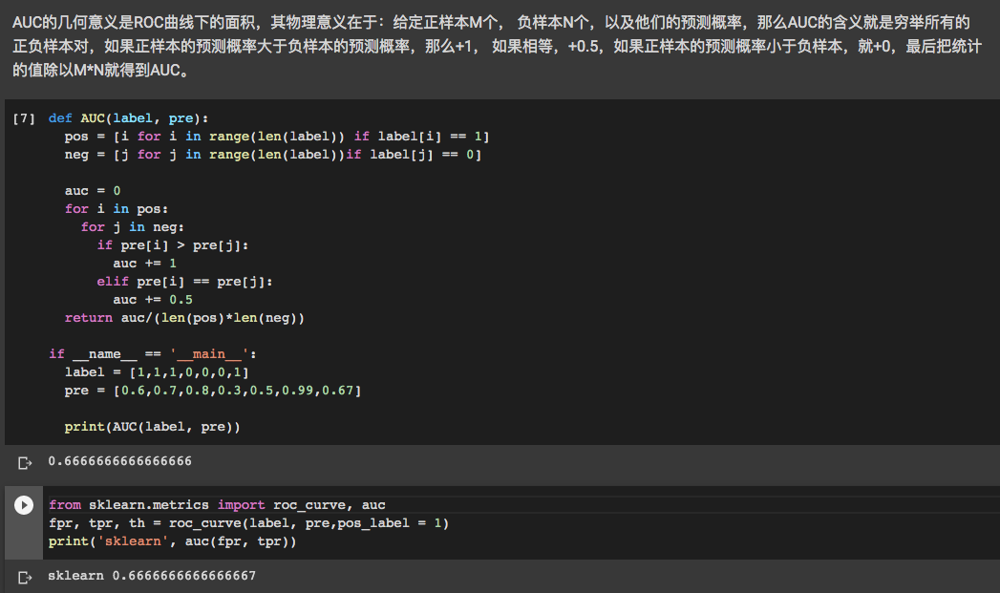 AUC的几何意义是ROC曲线下的面积，其物理意义在于：给定正样本M个， 负样本N个，以及他们的预测概率，那么AUC的含义就是穷举所有的
正负样本对，如果正样本的预测概率大于负样本的预测概率，那么+1， 如果相等，+0.5，如果正样本的预测概率小于负样本，就+0，最后把统计
的值除以M*N就得到AUC。
[7] def AUC(label, pre):
  pos = [i for i in range(len(label)) if label[i] == 1]
  neg = [j for j in range(len(label))if label[j] == 0]
  auc = 0
  for i in pos:
    for j in neg:
      if pre[i] > pre[j]:
        auc += 1
      elif pre[i] == pre[j]:
        auc += 0.5
  return auc/(len(pos)*len(neg))
if __name__ == '__main__':
  label = [1,1,1,0,0,0,1]
  pre = [0.6,0.7,0.8,0.3,0.5,0.99,0.67]
  print(AUC(label, pre))
0.6666666666666666
from sklearn.metrics import roc_curve, auc
fpr, tpr, th = roc_curve(label, pre,pos_label = 1)
print('sklearn', auc(fpr, tpr))
sklearn 0.6666666666666667